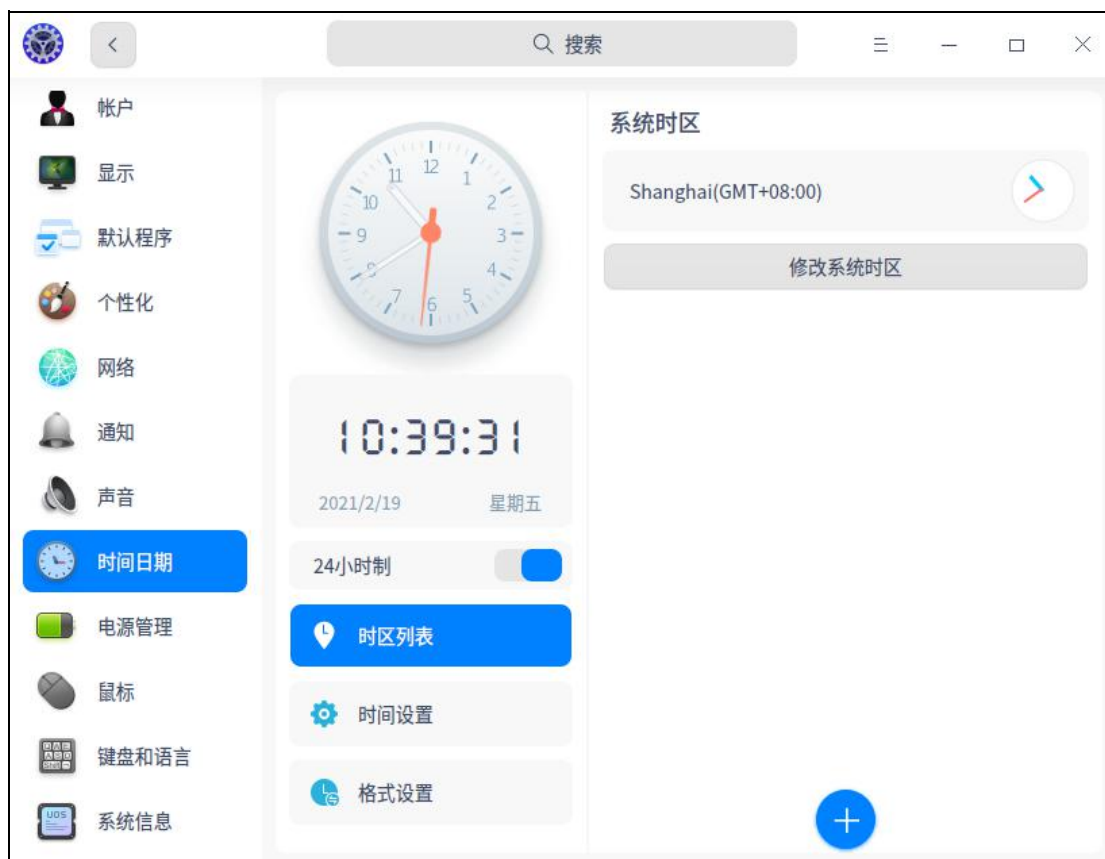 搜索
帐户
显示
默认程序
个性化
网络
通知
声音
时间日期
电源管理
鼠标
键盘和语言
UOS
系统信息
12
1
2
3
4
5
6
7
8
9
10
11
10:39:31
2021/2/19 星期五
24小时制
时区列表
时间设置
格式设置
系统时区
Shanghai(GMT+08:00)
修改系统时区